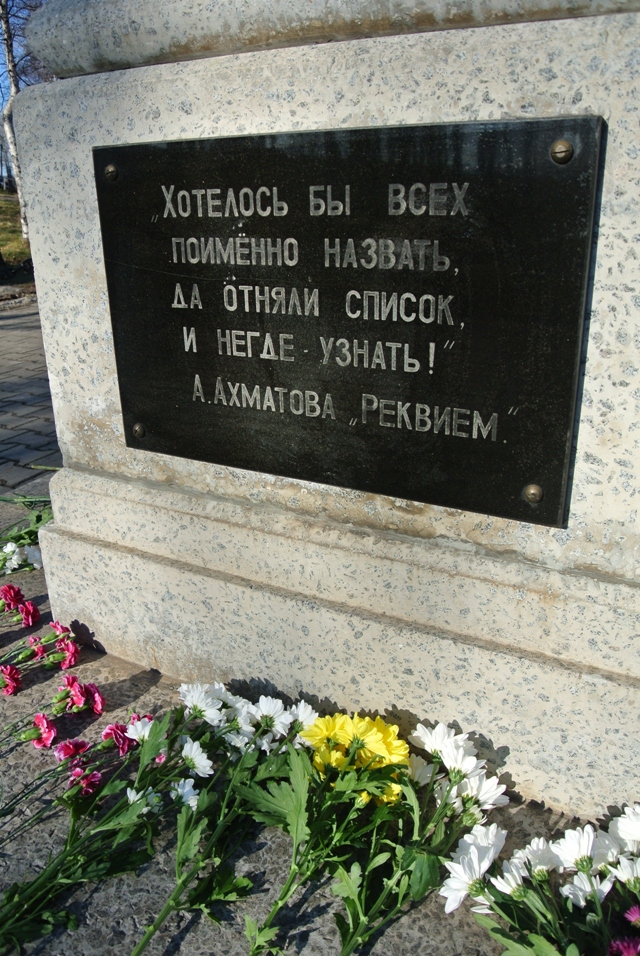 „Хотелось бы всех
поимённо назвать,
да отняли список,
и негде узнать!“
А.Ахматова „Реквием“.